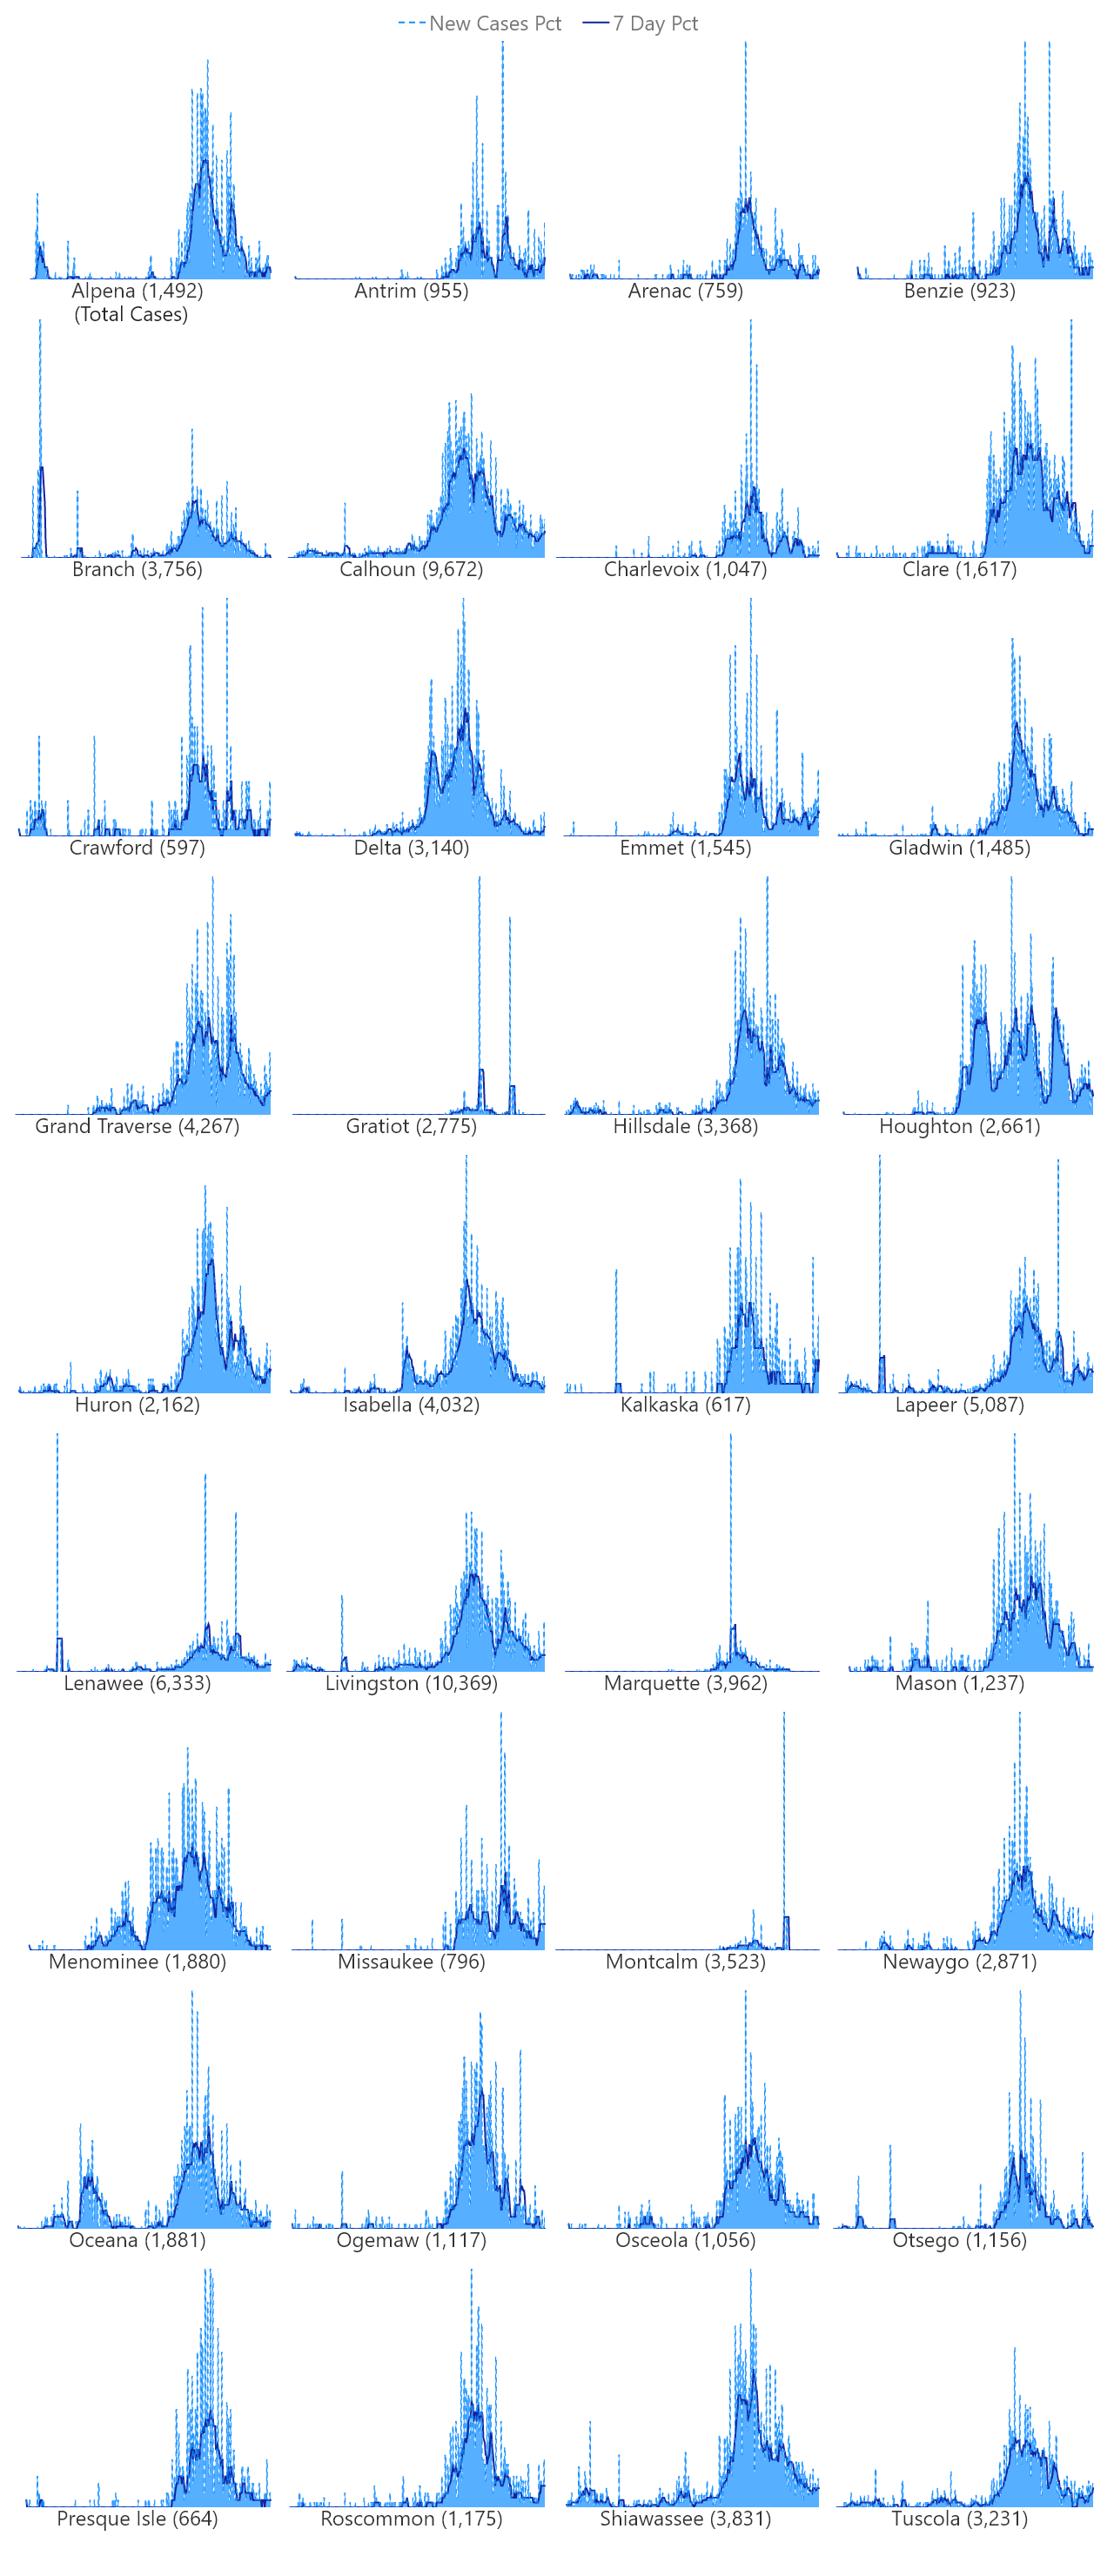 New Cases Pct 7 Day Pct
Alpena (1,492) Antrim (955) Arenac (759) Benzie (923)
(Total Cases)
Branch (3,756) Calhoun (9,672) Charlevoix (1,047) Clare (1,617)
Crawford (597) Delta (3,140) Emmet (1,545) Gladwin (1,485)
Grand Traverse (4,267) Gratiot (2,775) Hillsdale (3,368) Houghton (2,661)
Huron (2,162) Isabella (4,032) Kalkaska (617) Lapeer (5,087)
Lenawee (6,333) Livingston (10,369) Marquette (3,962) Mason (1,237)
Menominee (1,880) Missaukee (796) Montcalm (3,523) Newaygo (2,871)
Oceana (1,881) Ogemaw (1,117) Osceola (1,056) Otsego (1,156)
Presque Isle (664) Roscommon (1,175) Shiawassee (3,831) Tuscola (3,231)